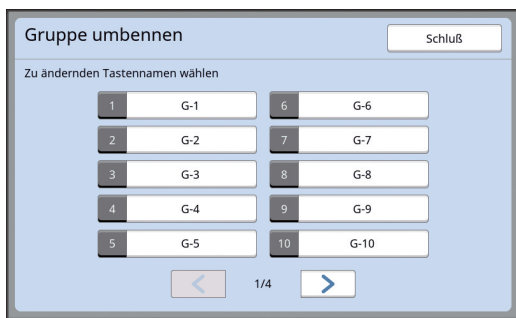 Gruppe umbennen
Schluß
Zu ändernden Tastennamen wählen
1 G-1
6 G-6
2 G-2
7 G-7
3 G-3
8 G-8
4 G-4
9 G-9
5 G-5
10 G-10
1/4